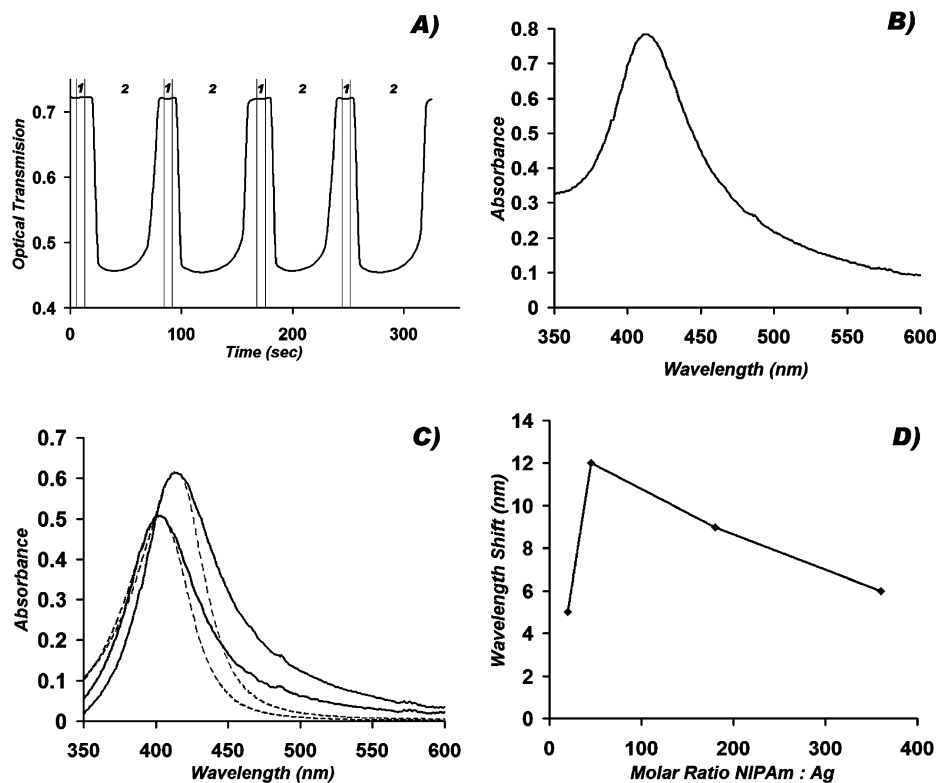 A)
1 2 1 2 1 2 1 2
0.7
0.6
0.5
0.4
Optical Transmision
0 100 200 300
Time (sec)
B)
0.8
0.7
0.6
0.5
0.4
0.3
0.2
0.1
0
Absorbance
350 400 450 500 550 600
Wavelength (nm)
C)
0.7
0.6
0.5
0.4
0.3
0.2
0.1
0
Absorbance
350 400 450 500 550 600
Wavelength (nm)
D)
14
12
10
8
6
4
2
0
Wavelength Shift (nm)
0 100 200 300 400
Molar Ratio NIPAm : Ag